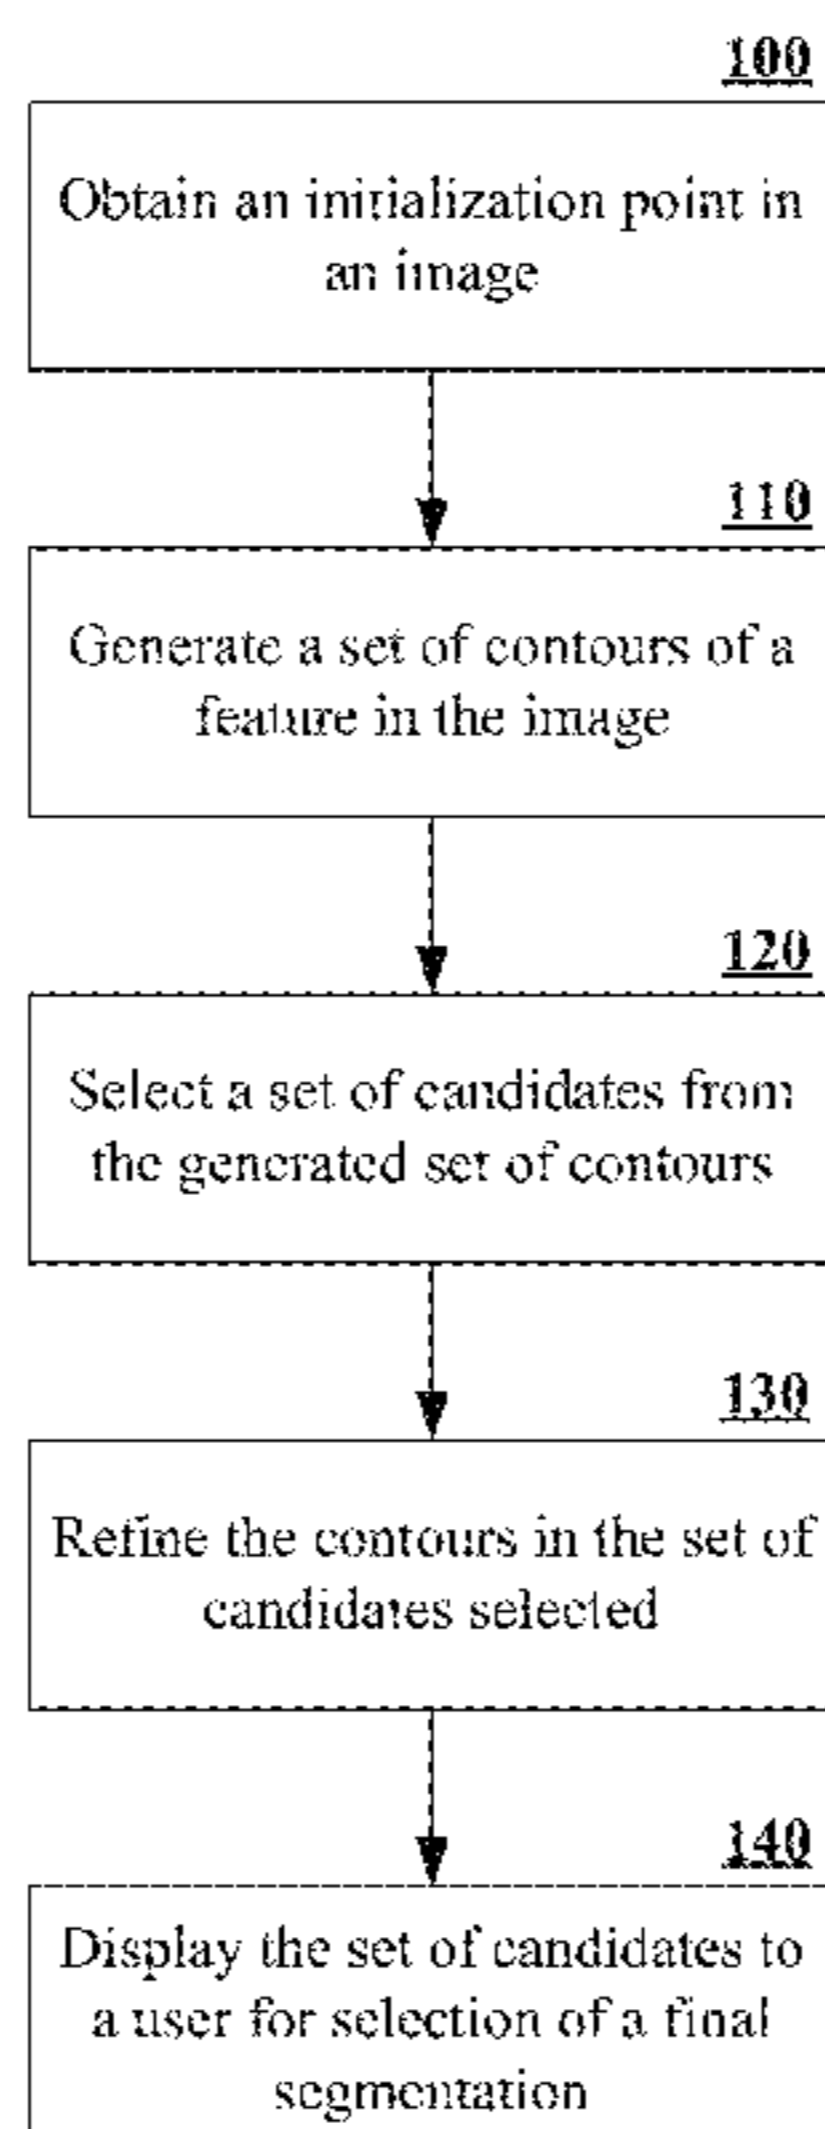 100
Obtain an initialization point in
an image
110
Generate a set of contours of a
feature in the image
120
Select a set of candidates from
the generated set of contours
130
Refine the contours in the set of
candidates selected
140
Display the set of candidates to
a user for selection of a final
segmentation